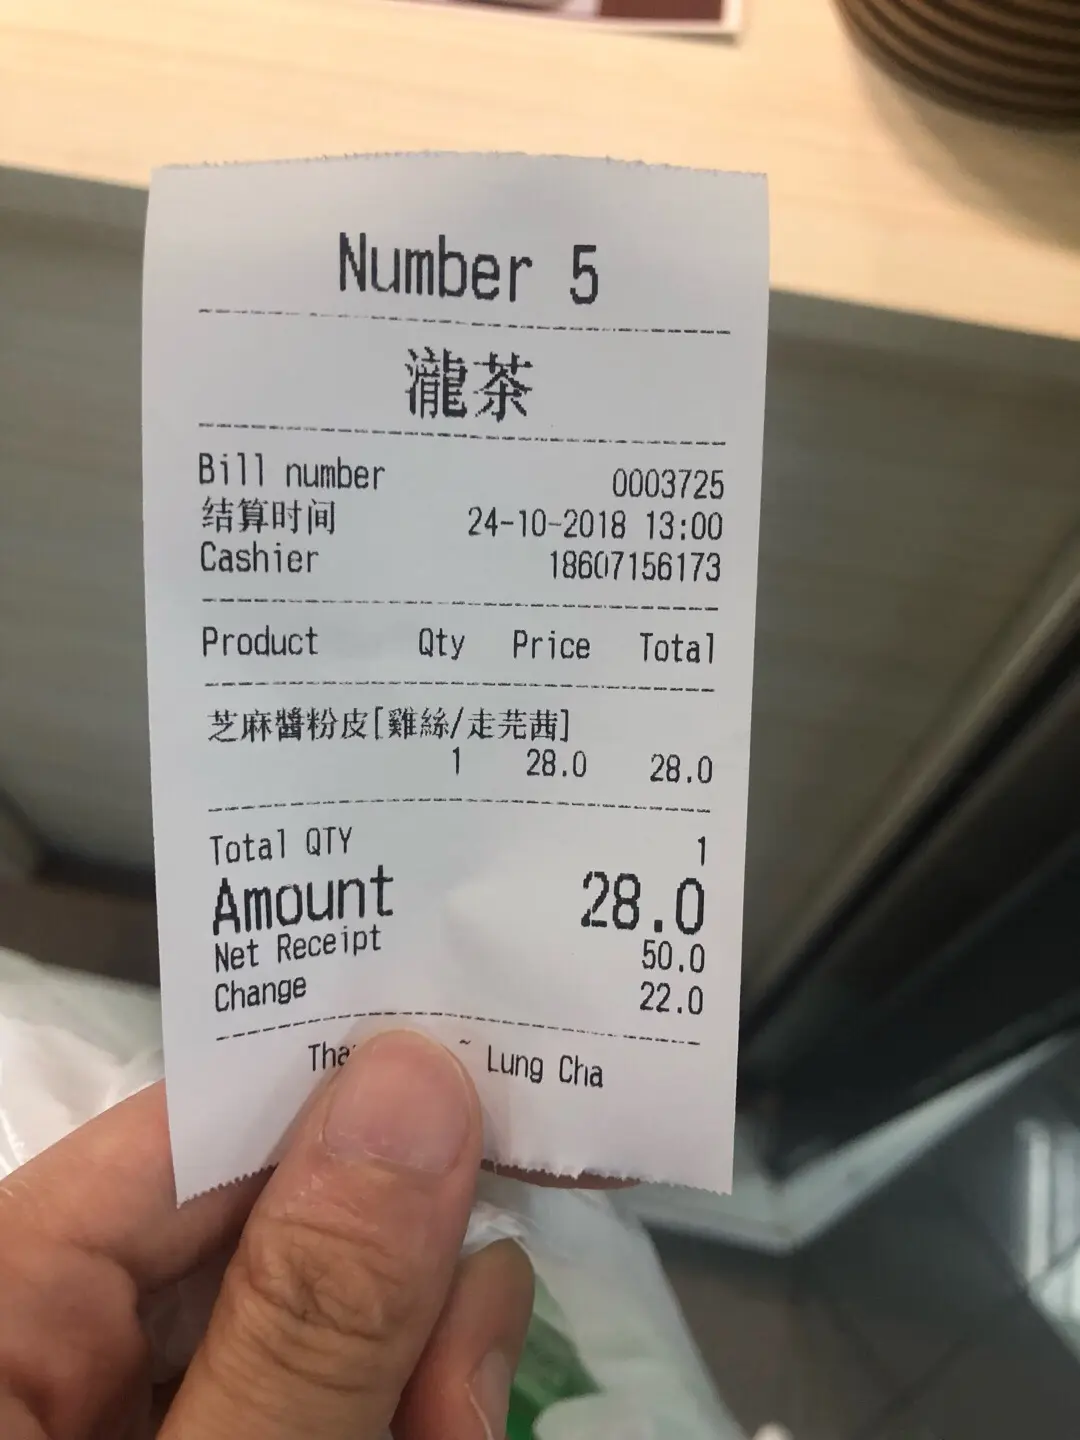 Number 5
瀧茶
Bill number 0003725
结算时间 24-10-2018 13:00
Cashier 18607156173
Product Qty Price Total
芝麻醬粉皮[雞絲/走芫茜]
1 28.0 28.0
Total QTY 1
Amount 28.0
Net Receipt 50.0
Change 22.0
~ Lung Cha